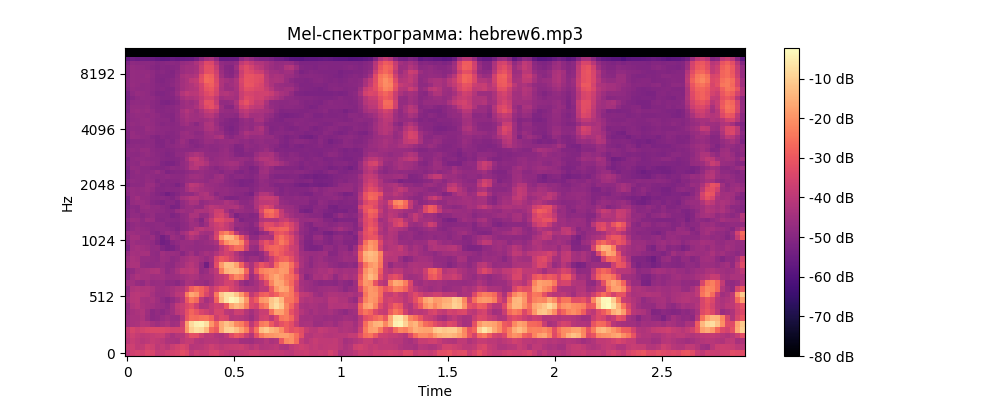 Mel-спектрограмма: hebrew6.mp3
8192
4096
2048
1024
512
0
Hz
0
0.5
1
1.5
2
2.5
Time
-10 dB
-20 dB
-30 dB
-40 dB
-50 dB
-60 dB
-70 dB
-80 dB